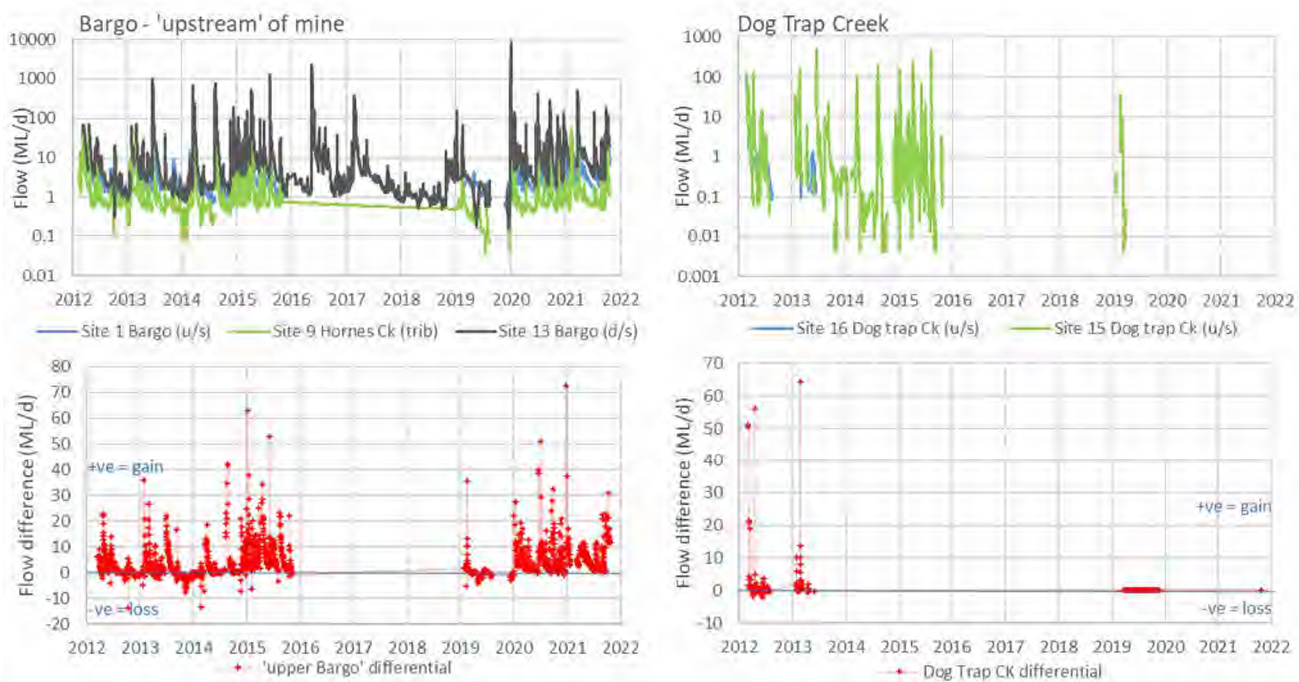 Bargo - 'upstream' of mine
Flow (ML/d)
10000
1000
100
10
1
0.1
0.01
2012 2013 2014 2015 2016 2017 2018 2019 2020 2021 2022
Site 1 Bargo (u/s) Site 9 Hornes Ck (trib) Site 13 Bargo (d/s)
Dog Trap Creek
Flow (ML/d)
1000
100
10
1
0.1
0.01
0.001
2012 2013 2014 2015 2016 2017 2018 2019 2020 2021 2022
Site 16 Dog trap Ck (u/s) Site 15 Dog trap Ck (u/s)
Flow difference (ML/d)
80
70
60
50
40
30
20
10
0
-10
-20
+ve = gain
-ve = loss
2012 2013 2014 2015 2016 2017 2018 2019 2020 2021 2022
'upper Bargo' differential
Flow difference (ML/d)
70
60
50
40
30
20
10
0
-10
+ve = gain
-ve = loss
2012 2013 2014 2015 2016 2017 2018 2019 2020 2021 2022
Dog Trap CK differential